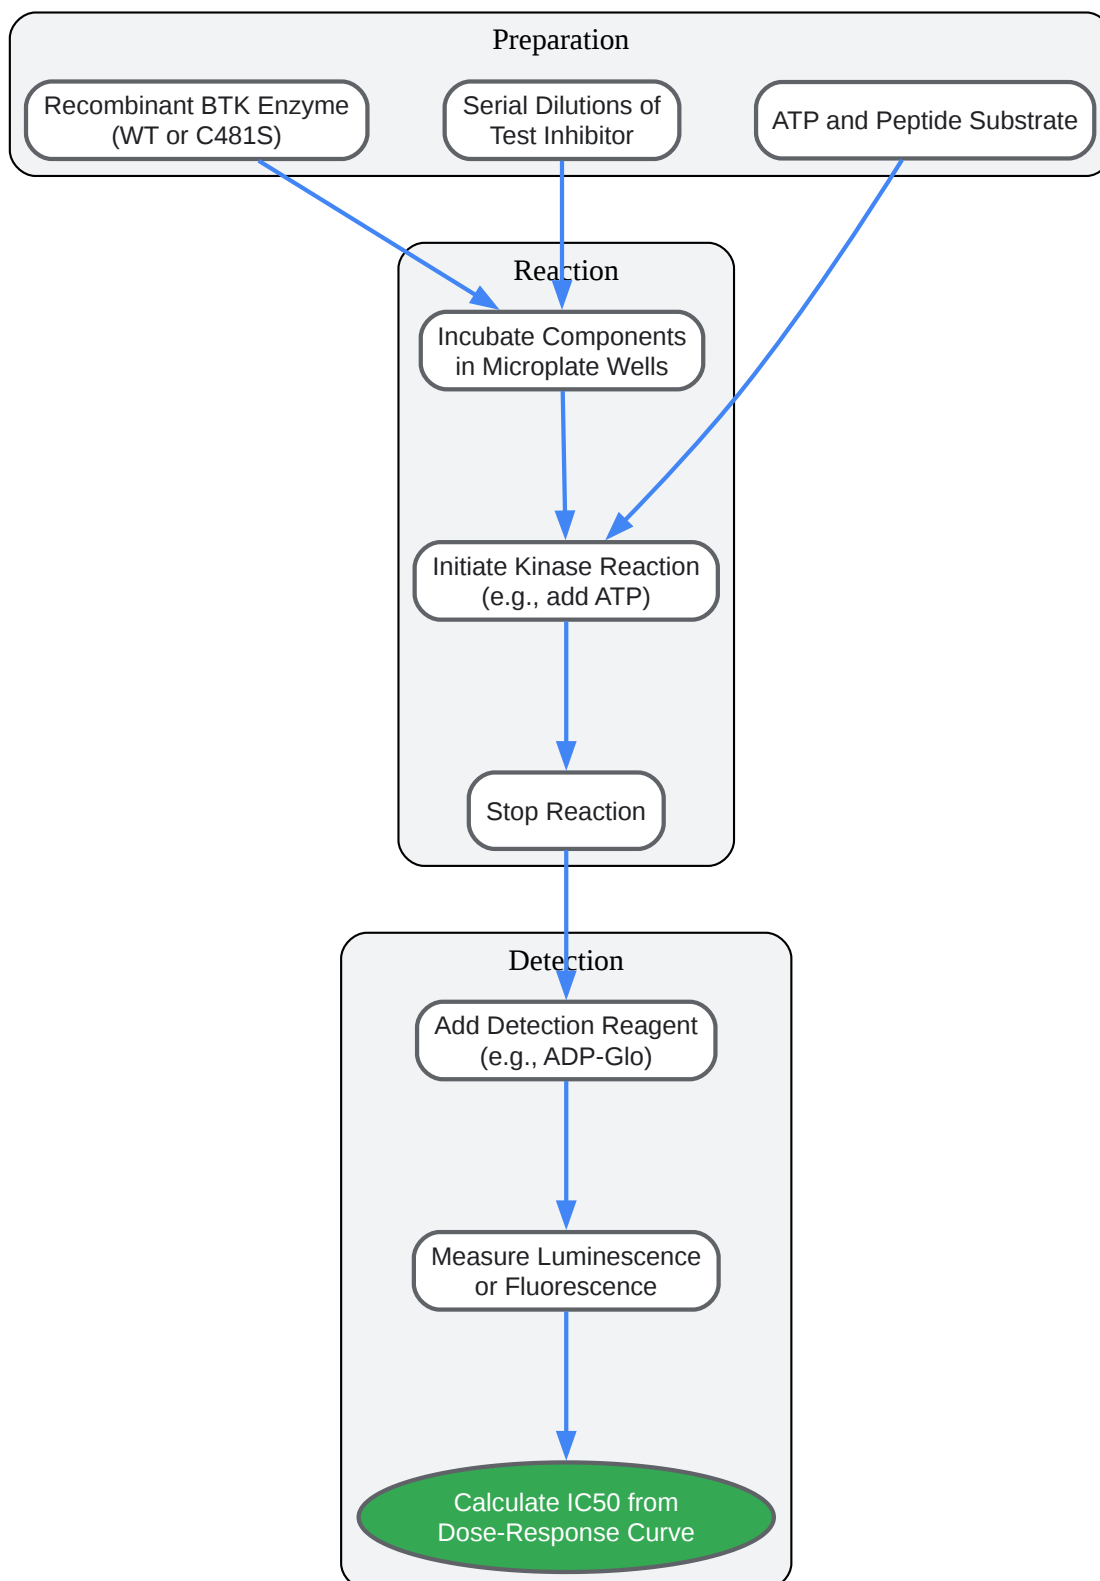 Preparation
Recombinant BTK Enzyme
(WT or C481S)
Serial Dilutions of
Test Inhibitor
ATP and Peptide Substrate
Reaction
Incubate Components
in Microplate Wells
Initiate Kinase Reaction
(e.g., add ATP)
Stop Reaction
Detection
Add Detection Reagent
(e.g., ADP-Glo)
Measure Luminescence
or Fluorescence
Calculate IC50 from
Dose-Response Curve